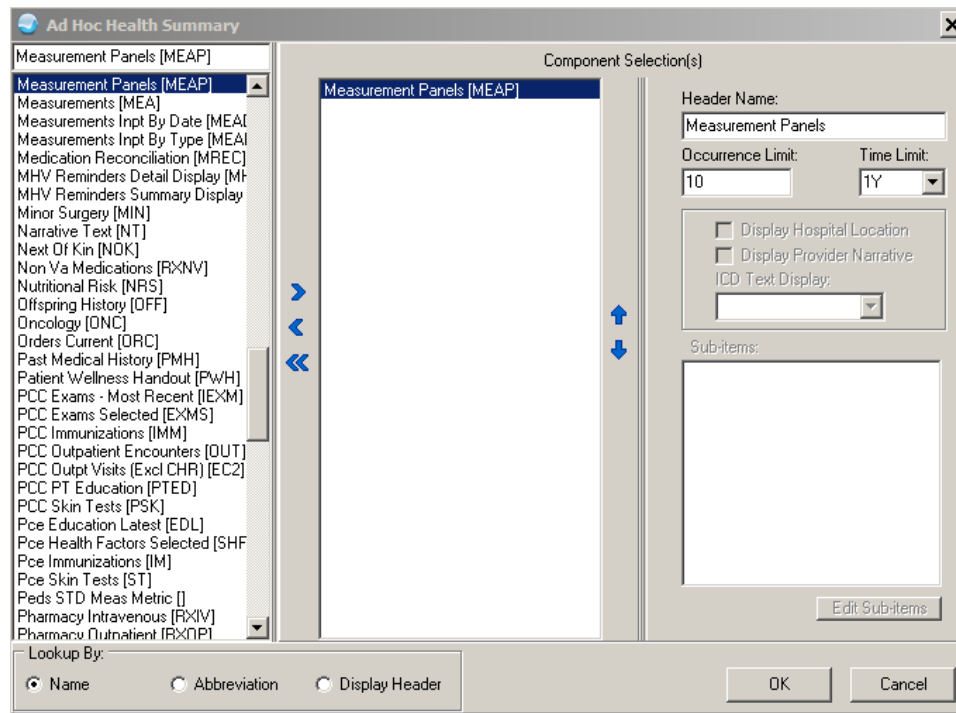 Ad Hoc Health Summary
Measurement Panels [MEAP]
Measurement Panels [MEAP]
Measurements [MEA]
Measurements Inpt By Date [MEAD
Measurements Inpt By Type [MEAI
Medication Reconciliation [MREC]
MHV Reminders Detail Display [MH
MHV Reminders Summary Display
Minor Surgery [MIN]
Narrative Text [NT]
Next Of Kin [NOK]
Non Va Medications [RXNV]
Nutritional Risk [NRS]
Offspring History [OFF]
Oncology [ONC]
Orders Current [ORC]
Past Medical History [PMH]
Patient Wellness Handout [PWH]
PCC Exams - Most Recent [IEXM]
PCC Exams Selected [EXMS]
PCC Immunizations [IMM]
PCC Outpatient Encounters [OUT]
PCC Outpt Visits (Excl CHR) [EC2]
PCC PT Education [PTED]
PCC Skin Tests [PSK]
Pce Education Latest [EDL]
Pce Health Factors Selected [SHF
Pce Immunizations [IM]
Pce Skin Tests [ST]
Peds STD Meas Metric []
Pharmacy Intravenous [RXIV]
Pharmacy Outpatient [RXOP]
Component Selection(s)
Measurement Panels [MEAP]
Header Name:
Measurement Panels
Occurrence Limit: Time Limit:
10 1Y
Display Hospital Location
Display Provider Narrative
ICD Text Display:
Sub-items:
Edit Sub-items
Lookup By:
Name Abbreviation Display Header
OK Cancel